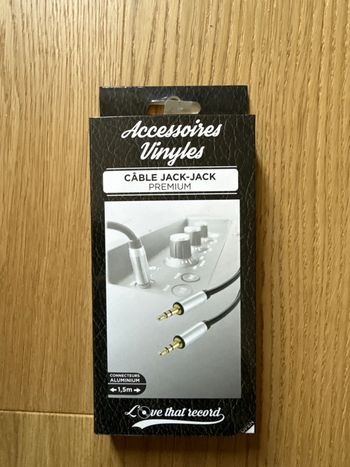 Accessoires
Vinyles
CÂBLE JACK-JACK
PREMIUM
CONNECTEURS
ALUMINIUM
1,5m
Love that record